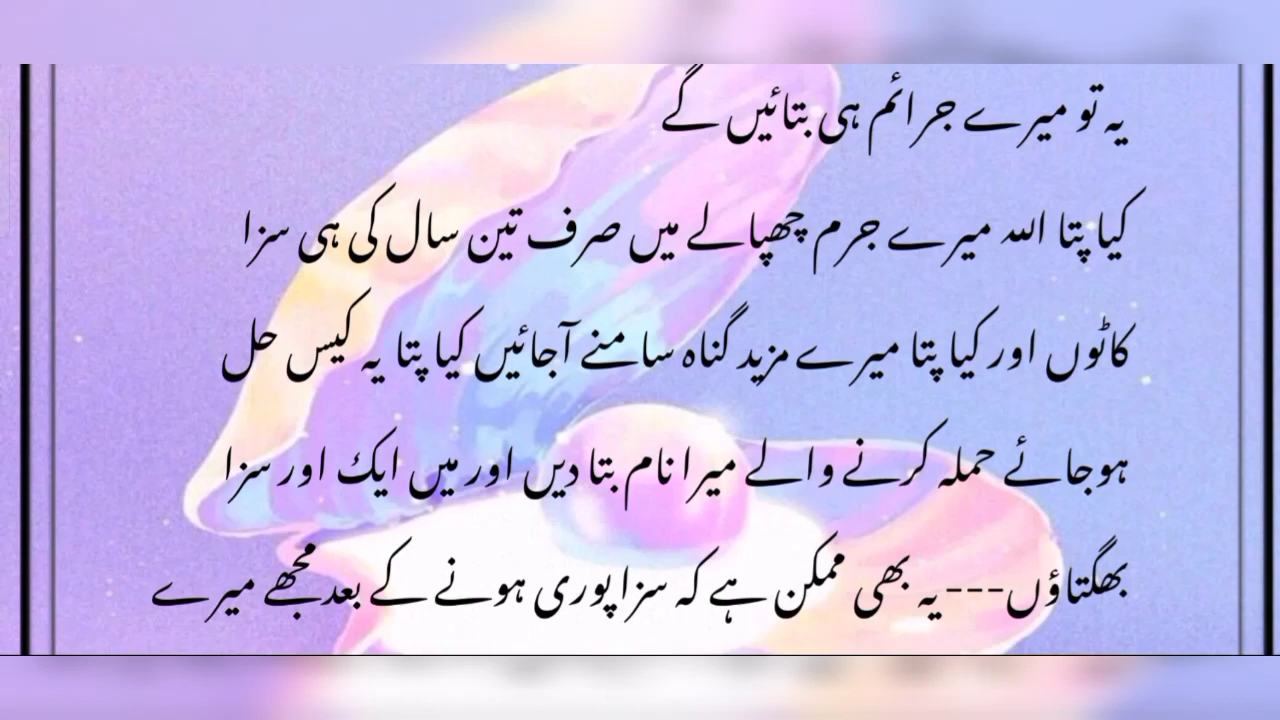 یہ تو میرے جرائم ہی بتائیں گے
کیا پتا اللہ میرے جرم چھپالے میں صرف تین سال کی ہی سزا
کاٹوں اور کیا پتا میرے مزید گناہ سامنے آجائیں کیا پتا یہ کیس حل
ہوجائے حملہ کرنے والے میرا نام بتا دیں اور میں ایک اور سزا
بھگتاؤں---یہ بھی ممکن ہے کہ سزا پوری ہونے کے بعد مجھے میرے